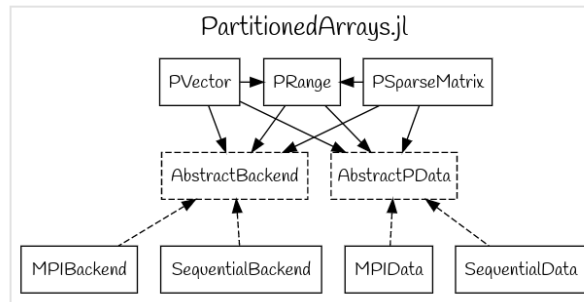 PartitionedArrays.jl
PVector PRange PSparseMatrix
AbstractBackend AbstractPData
MPIBackend SequentialBackend MPIData SequentialData